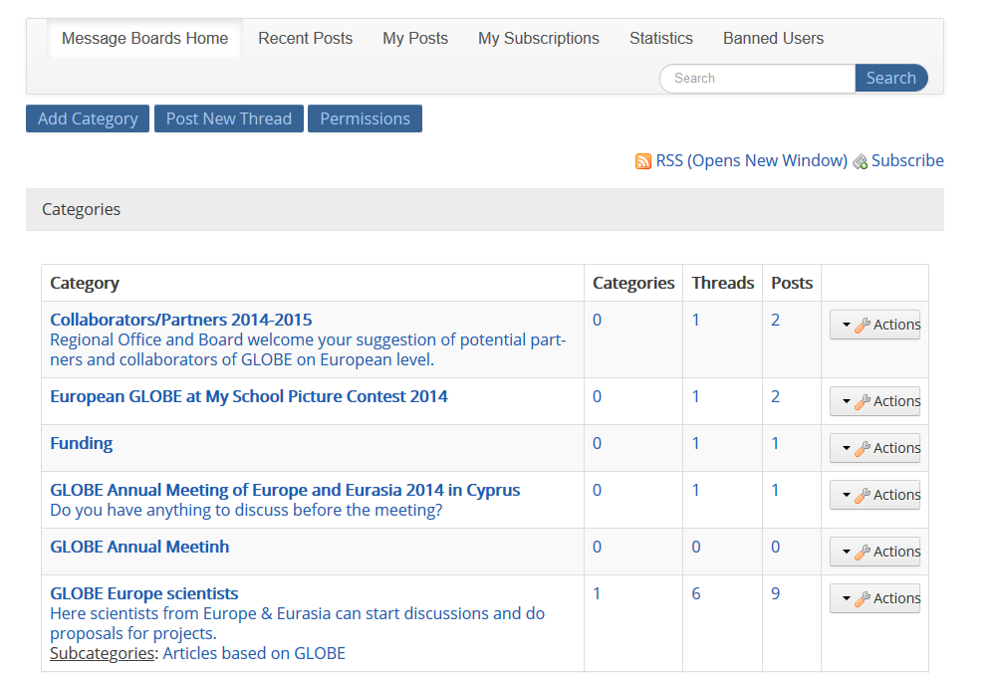 Message Boards Home Recent Posts My Posts My Subscriptions Statistics Banned Users
Search Search
Add Category Post New Thread Permissions
RSS (Opens New Window) Subscribe
Categories
Category Categories Threads Posts
Collaborators/Partners 2014-2015 0 1 2 Actions
Regional Office and Board welcome your suggestion of potential part-
ners and collaborators of GLOBE on European level.
European GLOBE at My School Picture Contest 2014 0 1 2 Actions
Funding 0 1 1 Actions
GLOBE Annual Meeting of Europe and Eurasia 2014 in Cyprus 0 1 1 Actions
Do you have anything to discuss before the meeting?
GLOBE Annual Meetinh 0 0 0 Actions
GLOBE Europe scientists 1 6 9 Actions
Here scientists from Europe & Eurasia can start discussions and do
proposals for projects.
Subcategories: Articles based on GLOBE